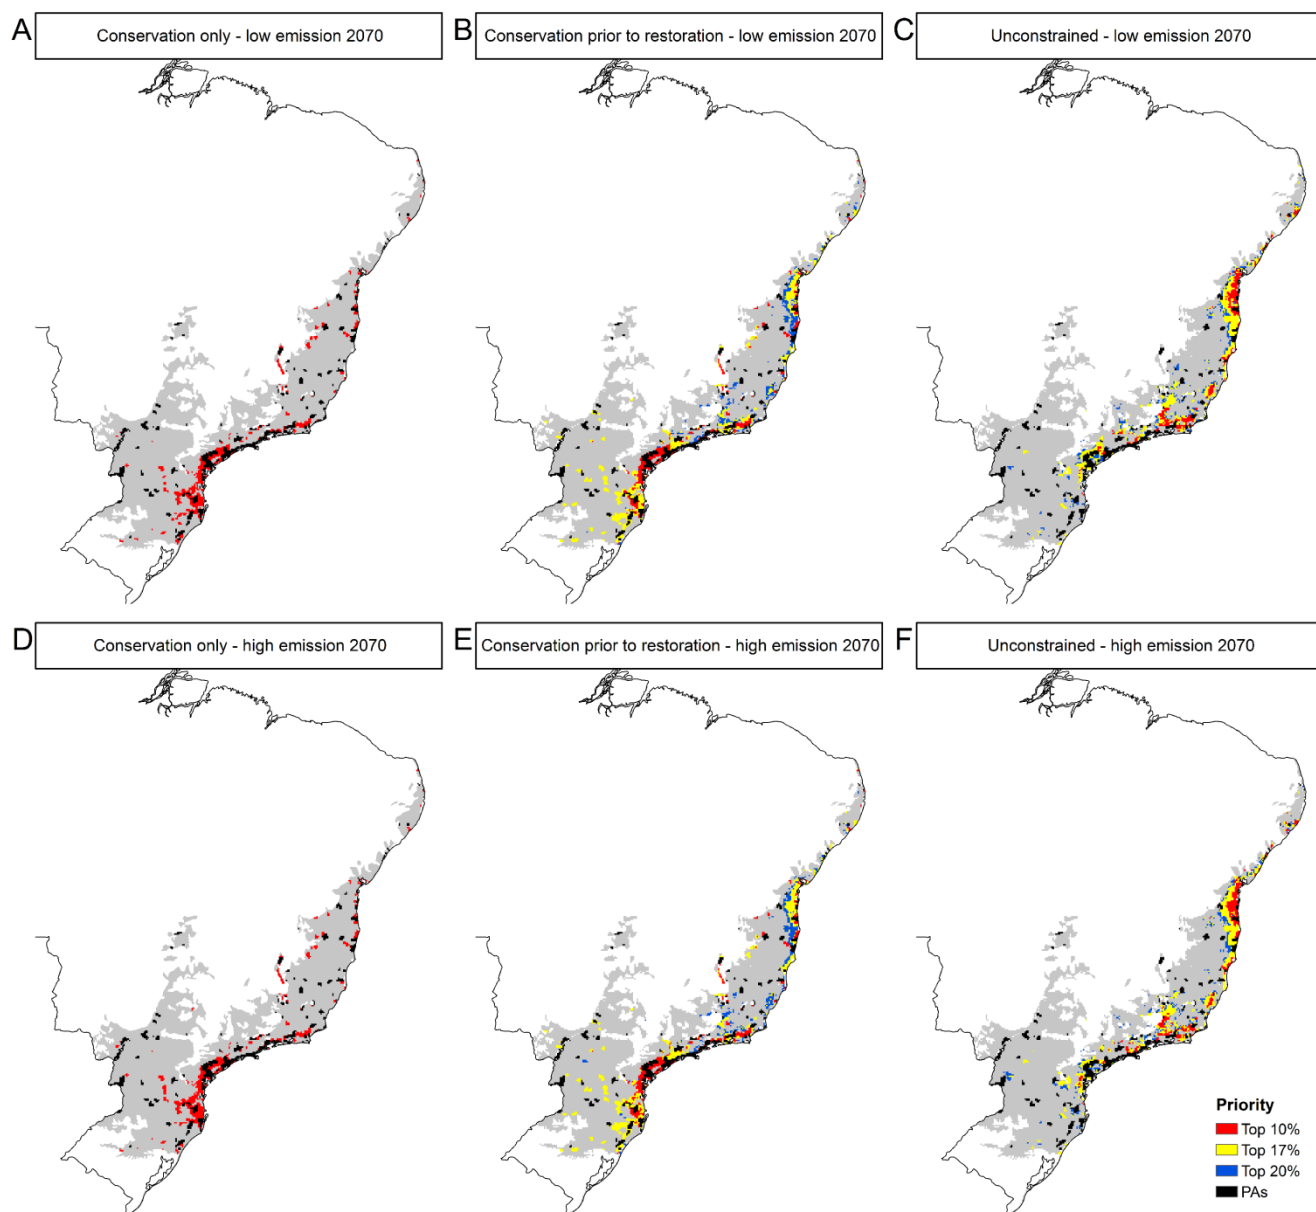 A
Conservation only - low emission 2070
B
Conservation prior to restoration - low emission 2070
C
Unconstrained - low emission 2070
D
Conservation only - high emission 2070
E
Conservation prior to restoration - high emission 2070
F
Unconstrained - high emission 2070
Priority
Top 10%
Top 17%
Top 20%
PAs